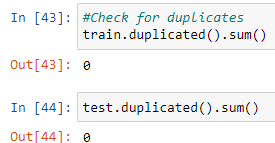 In [43]: #Check for duplicates
train.duplicated().sum()
Out[43]: 0
In [44]: test.duplicated().sum()
Out[44]: 0